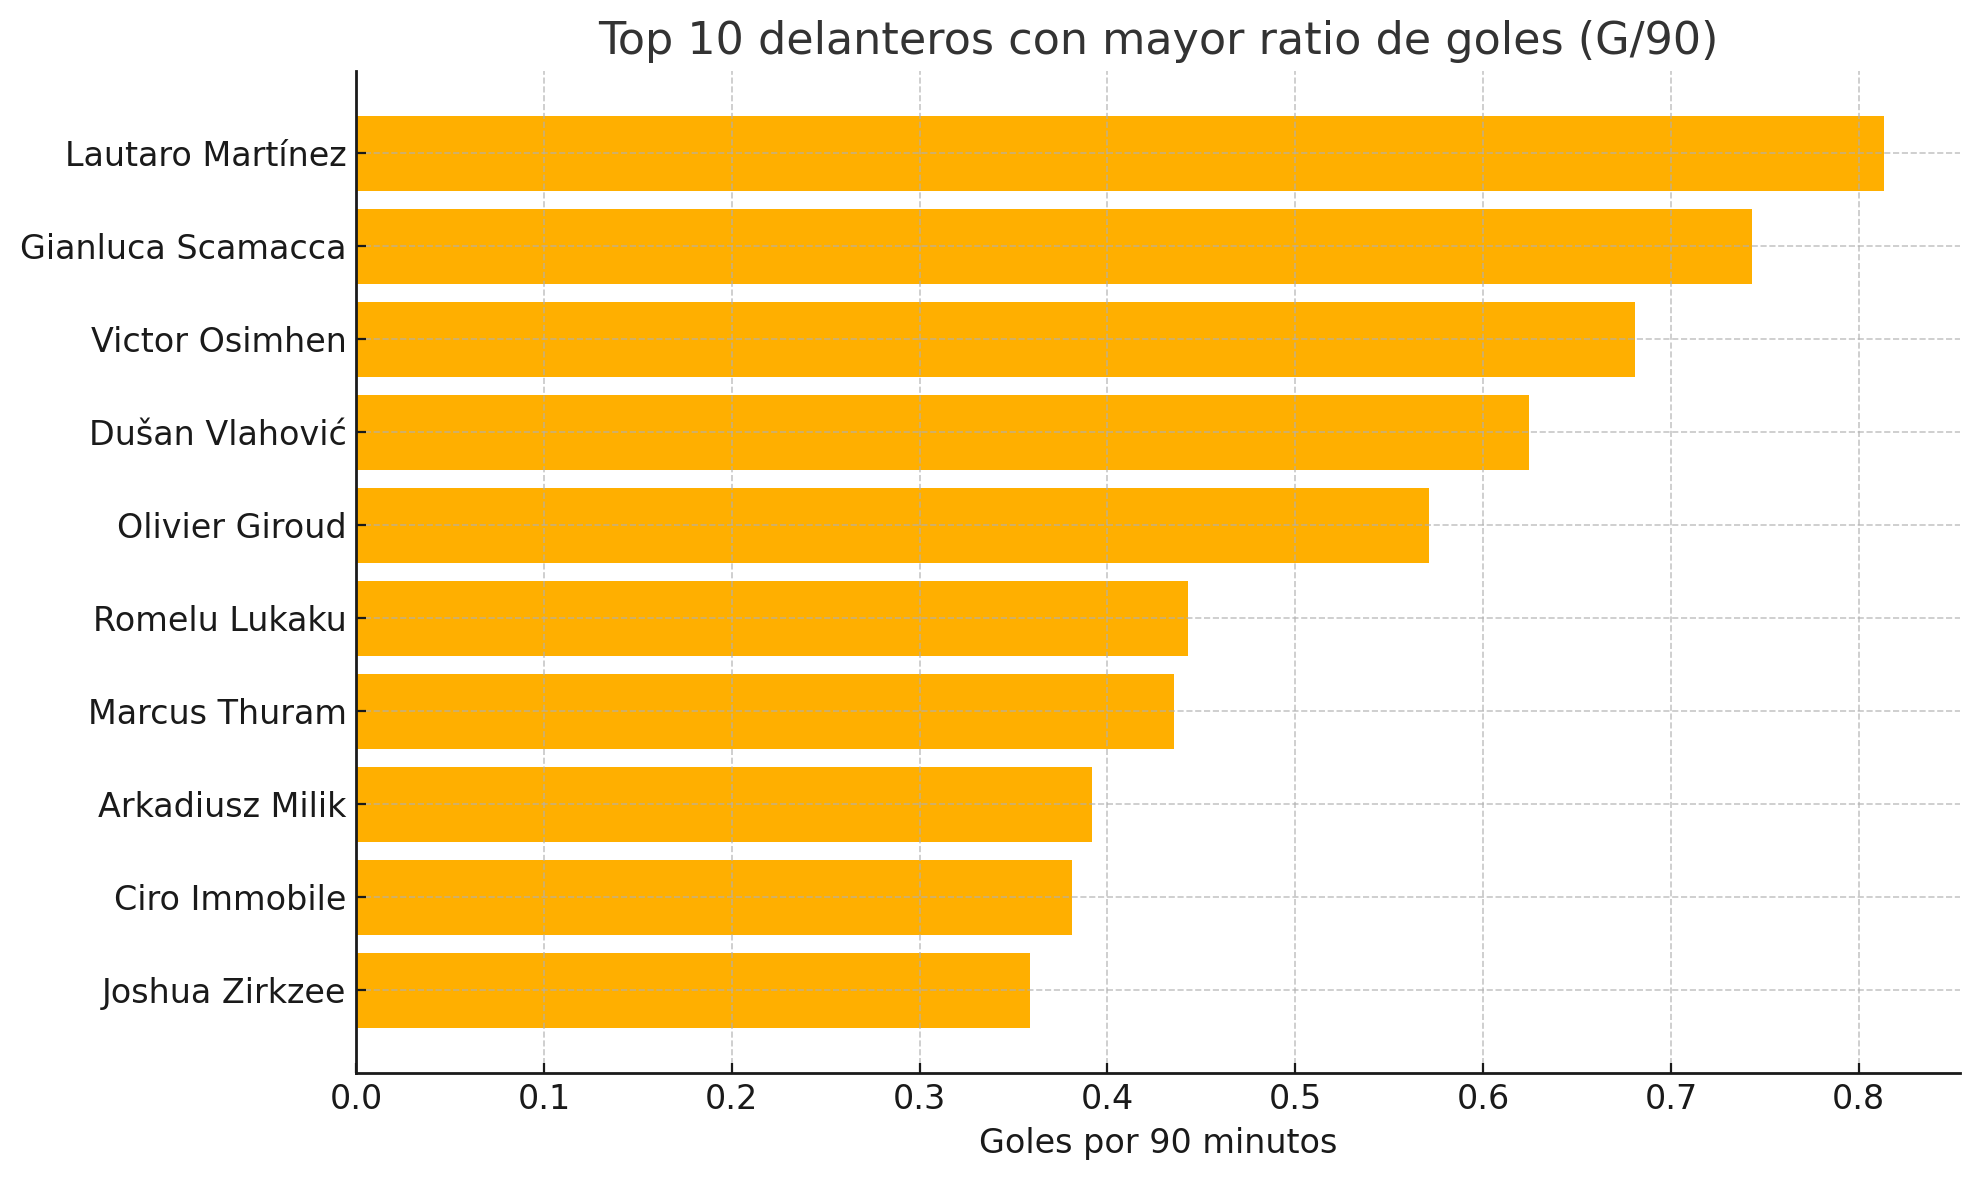 Top 10 delanteros con mayor ratio de goles (G/90)
Lautaro Martínez
Gianluca Scamacca
Victor Osimhen
Dušan Vlahović
Olivier Giroud
Romelu Lukaku
Marcus Thuram
Arkadiusz Milik
Ciro Immobile
Joshua Zirkzee
0.0 0.1 0.2 0.3 0.4 0.5 0.6 0.7 0.8
Goles por 90 minutos